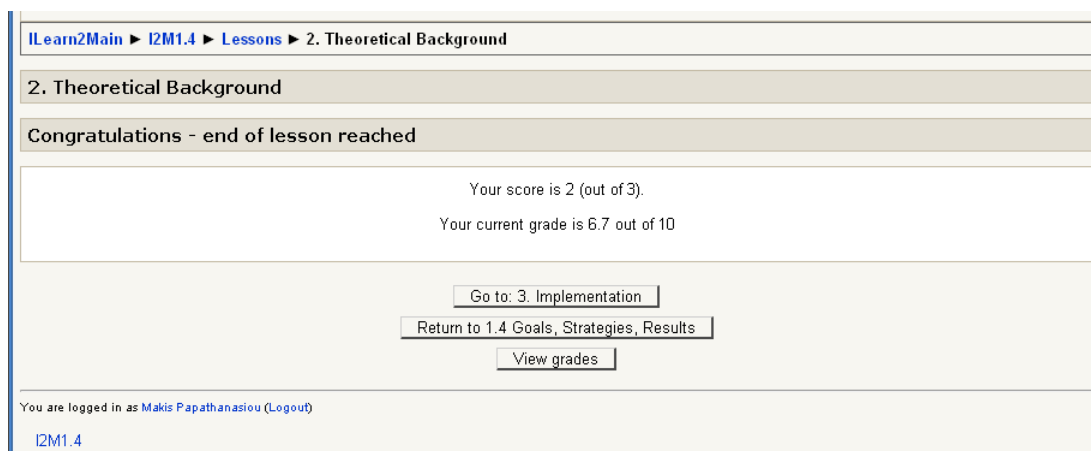 ILearn2Main ► I2M1.4 ► Lessons ► 2. Theoretical Background
2. Theoretical Background
Congratulations - end of lesson reached
Your score is 2 (out of 3).
Your current grade is 6.7 out of 10
Go to: 3. Implementation
Return to 1.4 Goals, Strategies, Results
View grades
You are logged in as Makis Papathanasiou (Logout)
I2M1.4